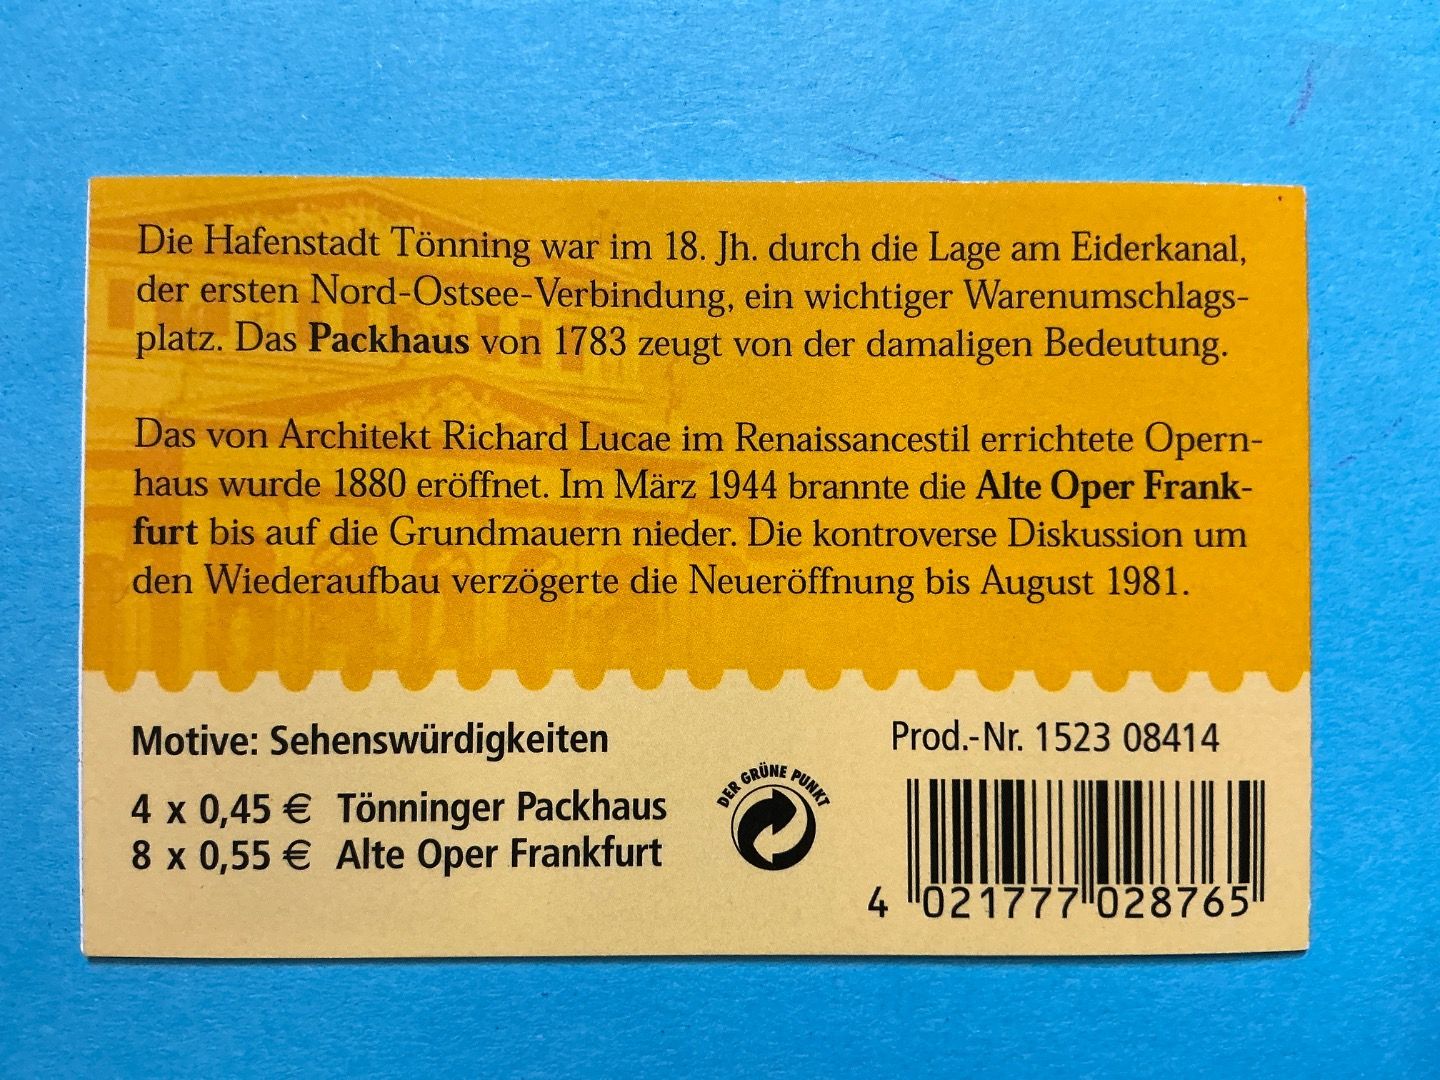 Die Hafenstadt Tönning war im 18. Jh. durch die Lage am Eiderkanal,
der ersten Nord-Ostsee-Verbindung, ein wichtiger Warenumschlags-
platz. Das Packhaus von 1783 zeugt von der damaligen Bedeutung.
Das von Architekt Richard Lucae im Renaissancestil errichtete Opern-
haus wurde 1880 eröffnet. Im März 1944 brannte die Alte Oper Frank-
furt bis auf die Grundmauern nieder. Die kontroverse Diskussion um
den Wiederaufbau verzögerte die Neueröffnung bis August 1981.
Motive: Sehenswürdigkeiten
4 x 0,45 € Tönninger Packhaus
8 x 0,55 € Alte Oper Frankfurt
DER GRÜNE PUNKT
Prod.-Nr. 1523 08414
4 021777 028765